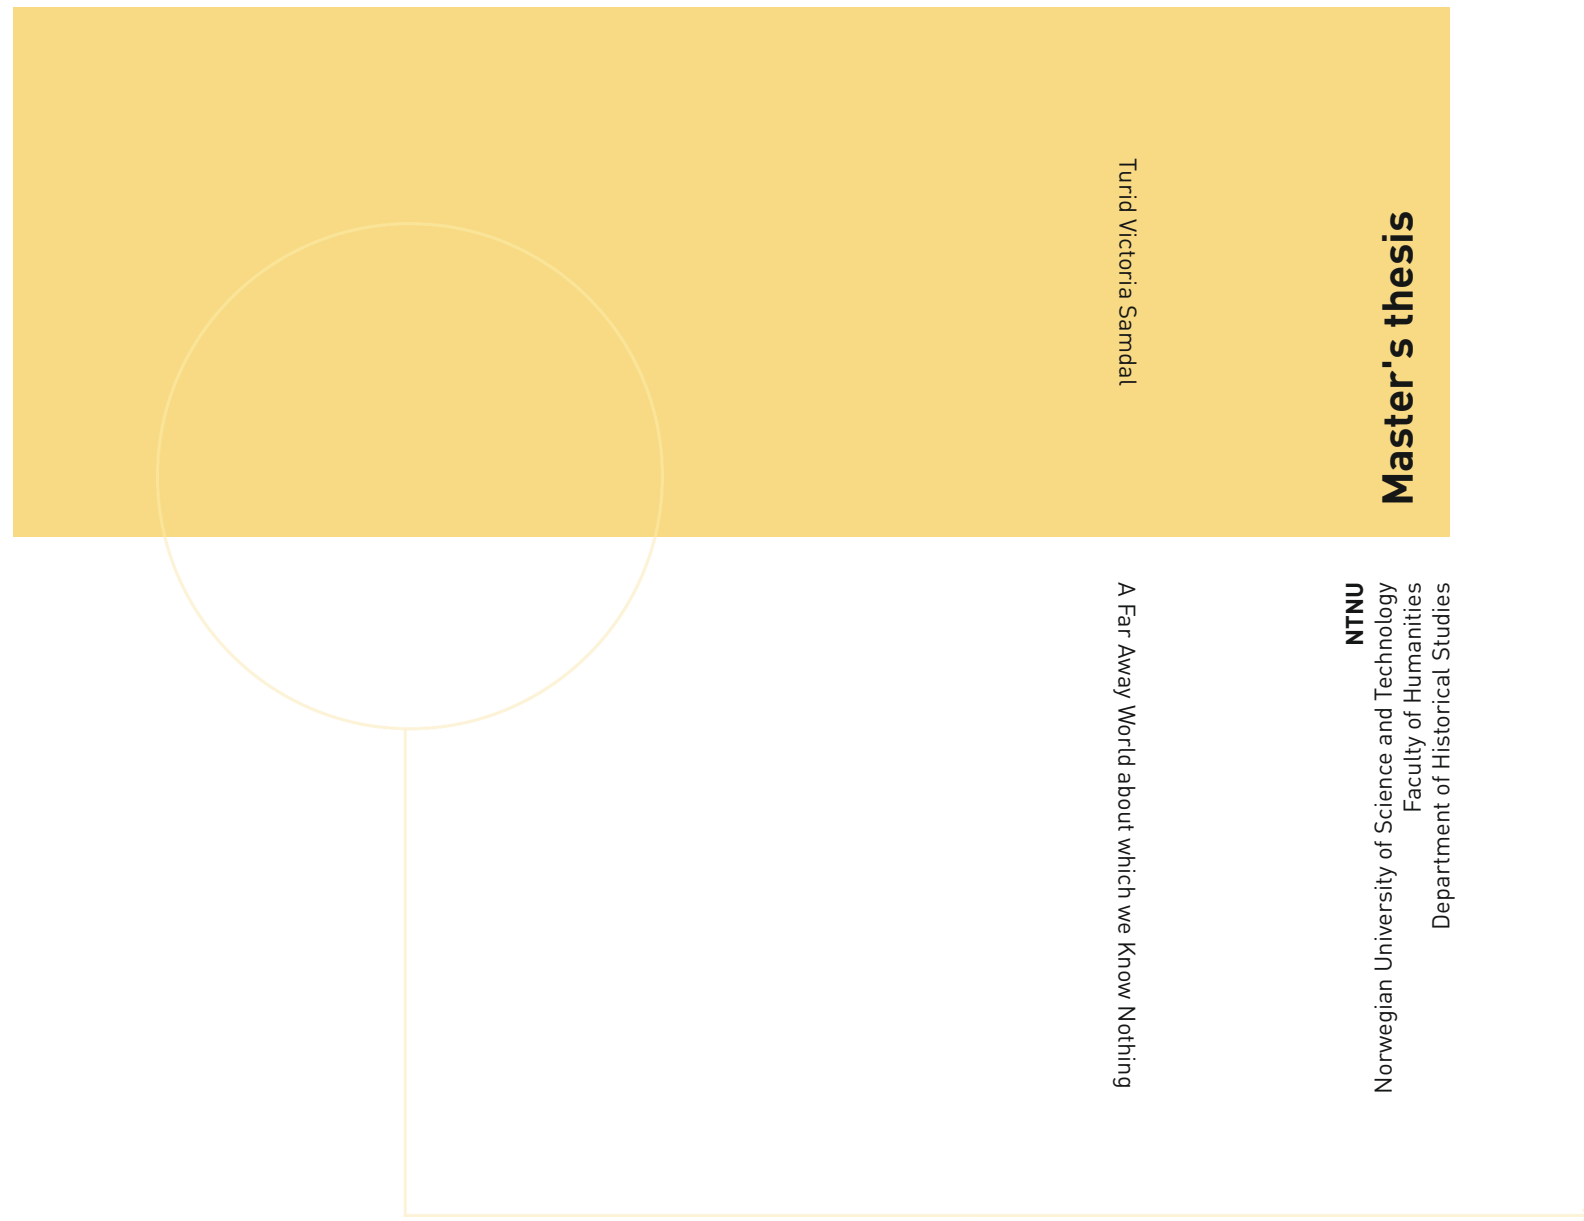 Turid Victoria Samdal
A Far Away World about which we Know Nothing
Master's thesis
NTNU
Norwegian University of Science and Technology
Faculty of Humanities
Department of Historical Studies